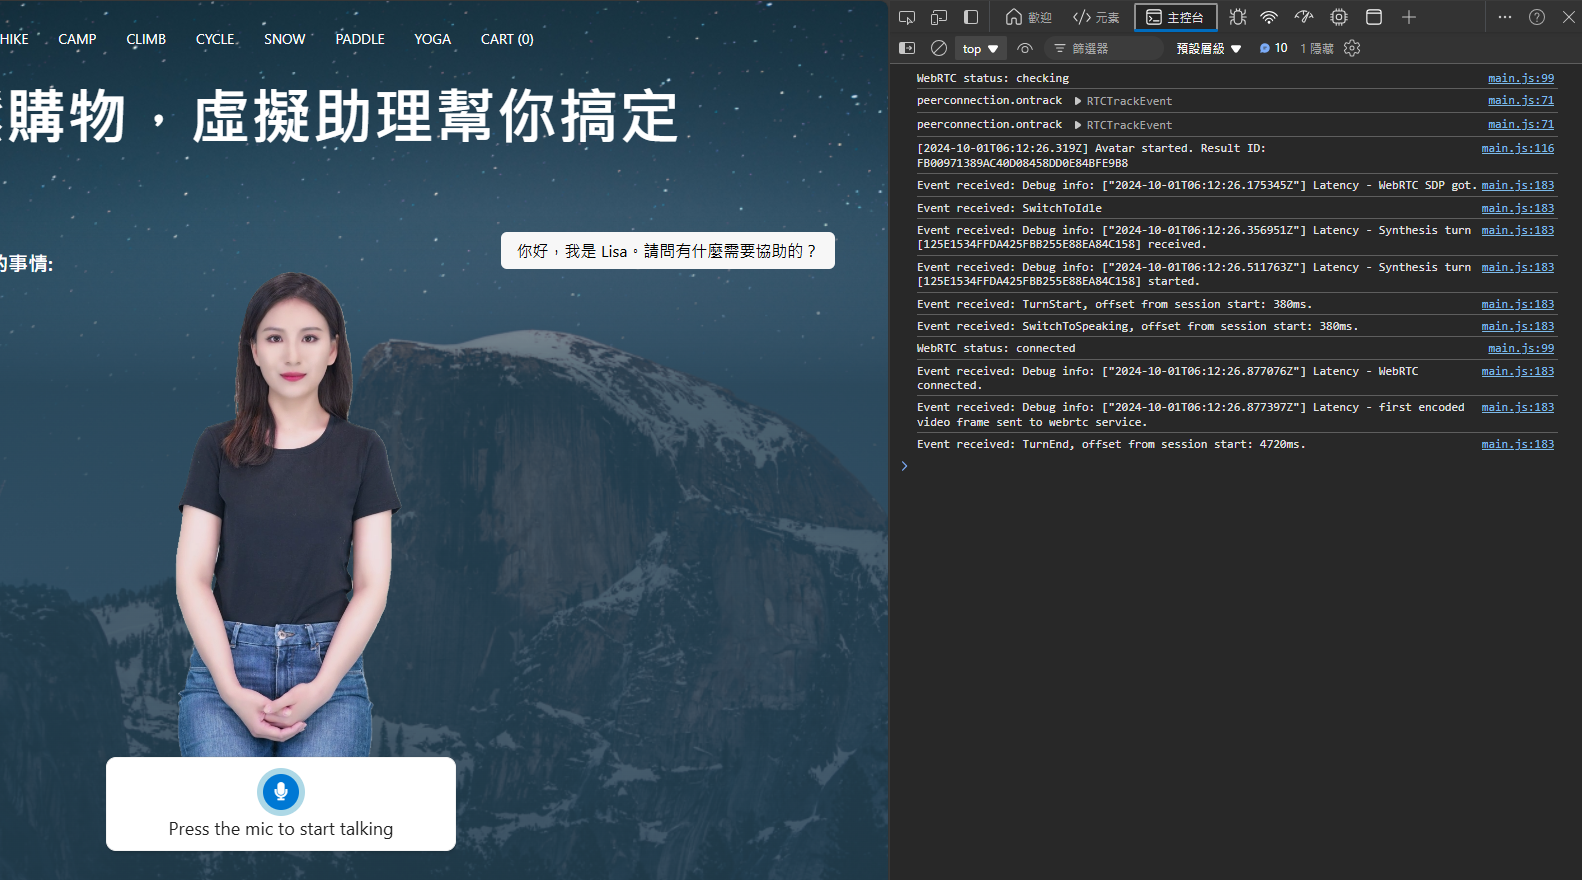 HIKE CAMP CLIMB CYCLE SNOW PADDLE YOGA CART (0)
購物，虛擬助理幫你搞定
你好，我是 Lisa。請問有什麼需要協助的？
的事情:
Press the mic to start talking
歡迎 元素 主控台
top 篩選器 預設層級 10 1 隱藏
WebRTC status: checking main.js:99
peerconnection.ontrack RTCTrackEvent main.js:71
peerconnection.ontrack RTCTrackEvent main.js:71
[2024-10-01T06:12:26.319Z] Avatar started. Result ID: main.js:116
FB00971389AC40D08458DD0E84BFE9B8
Event received: Debug info: ["2024-10-01T06:12:26.175345Z"] Latency - WebRTC SDP got. main.js:183
Event received: SwitchToIdle main.js:183
Event received: Debug info: ["2024-10-01T06:12:26.356951Z"] Latency - Synthesis turn main.js:183
[125E1534FFDA425FBB255E88EA84C158] received.
Event received: Debug info: ["2024-10-01T06:12:26.511763Z"] Latency - Synthesis turn main.js:183
[125E1534FFDA425FBB255E88EA84C158] started.
Event received: TurnStart, offset from session start: 380ms. main.js:183
Event received: SwitchToSpeaking, offset from session start: 380ms. main.js:183
WebRTC status: connected main.js:99
Event received: Debug info: ["2024-10-01T06:12:26.877076Z"] Latency - WebRTC main.js:183
connected.
Event received: Debug info: ["2024-10-01T06:12:26.877397Z"] Latency - first encoded main.js:183
video frame sent to webrtc service.
Event received: TurnEnd, offset from session start: 4720ms. main.js:183